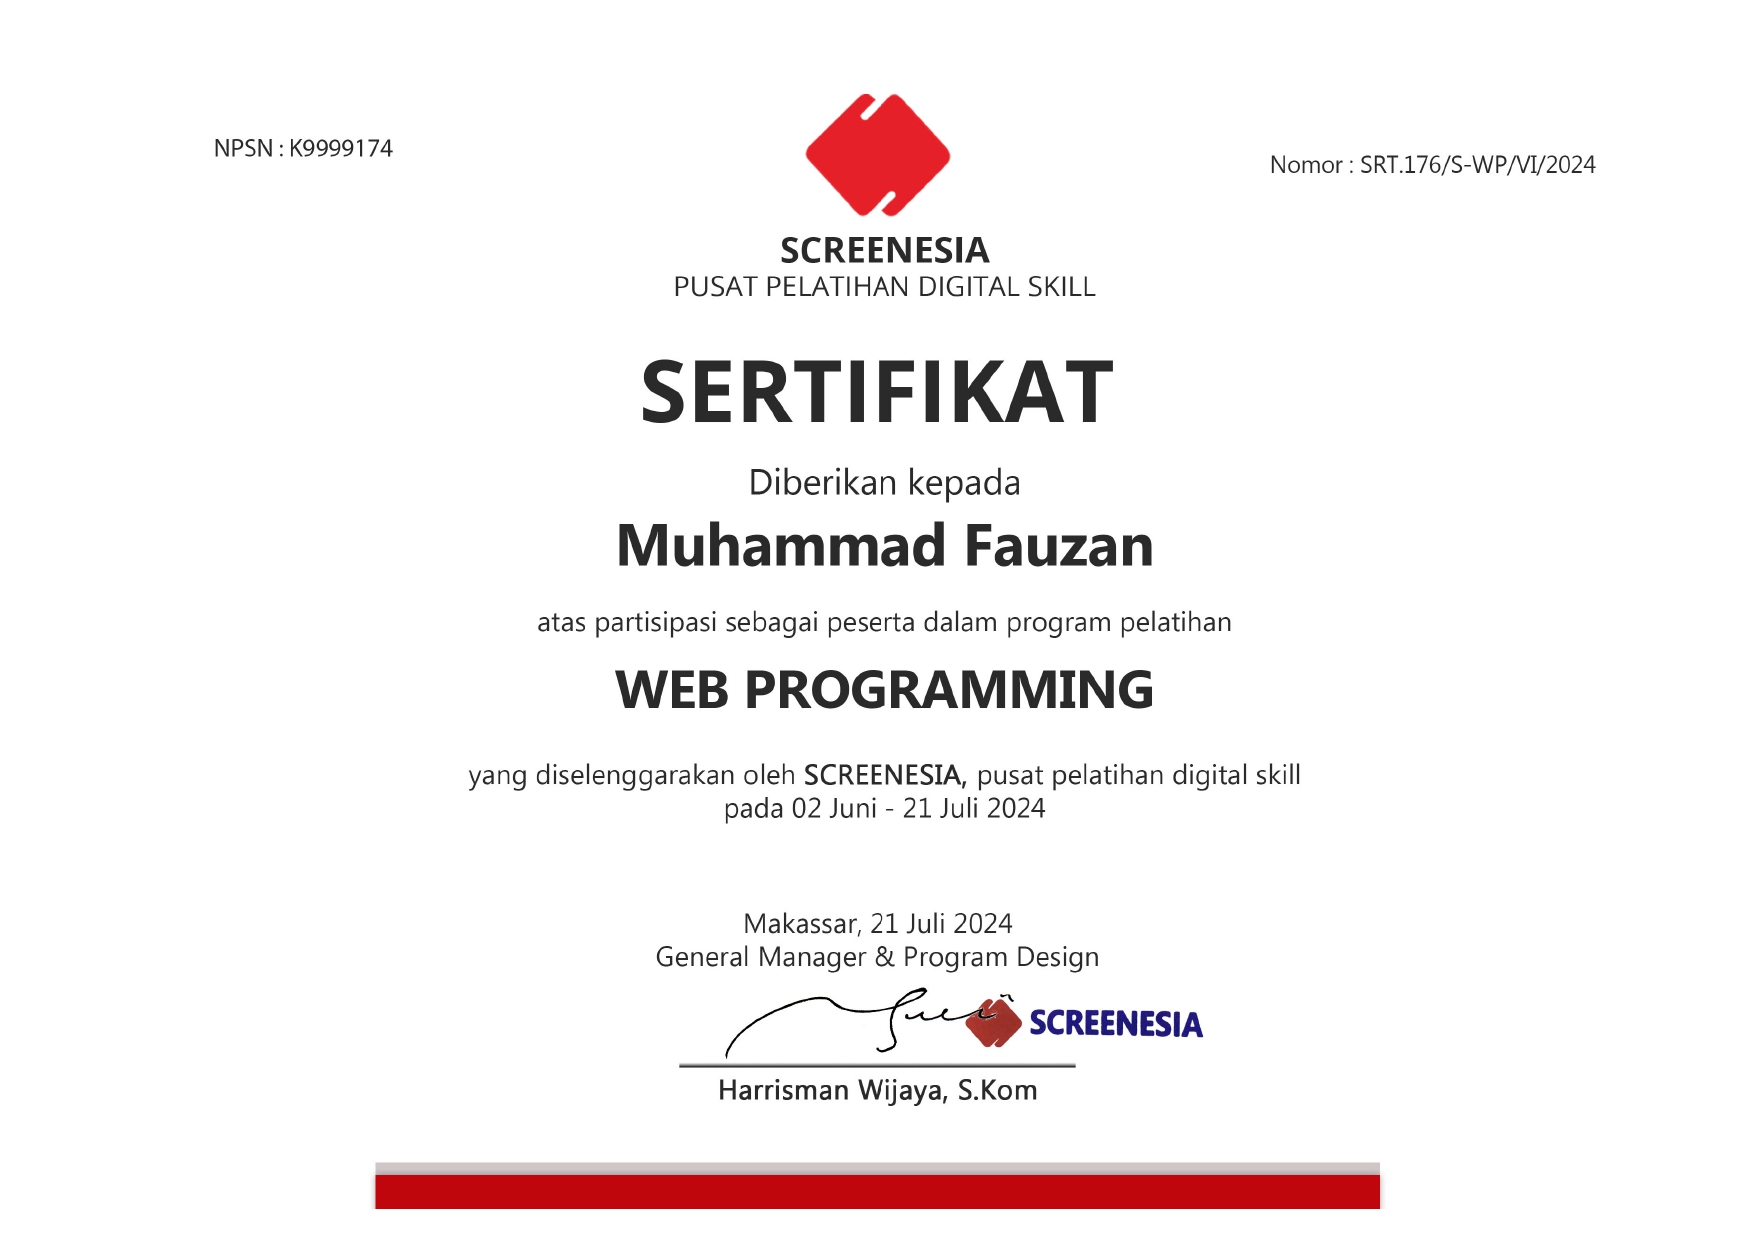 NPSN : K9999174
Nomor : SRT.176/S-WP/VI/2024
SCREENESIA
PUSAT PELATIHAN DIGITAL SKILL
SERTIFIKAT
Diberikan kepada
Muhammad Fauzan
atas partisipasi sebagai peserta dalam program pelatihan
WEB PROGRAMMING
yang diselenggarakan oleh SCREENESIA, pusat pelatihan digital skill
pada 02 Juni - 21 Juli 2024
Makassar, 21 Juli 2024
General Manager & Program Design
SCREENESIA
Harrisman Wijaya, S.Kom